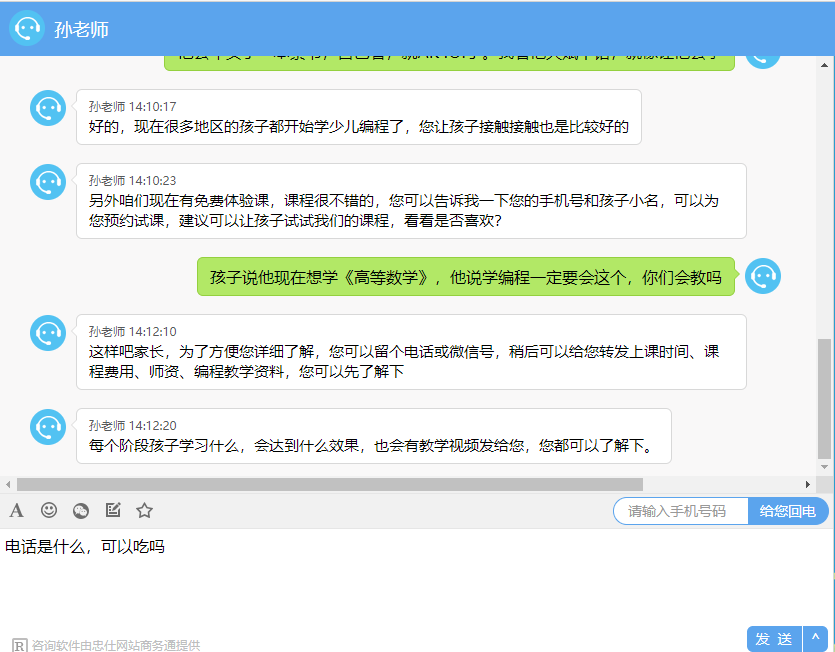 孙老师
孙老师 14:10:17
好的，现在很多地区的孩子都开始学少儿编程了，您让孩子接触接触也是比较好的
孙老师 14:10:23
另外咱们现在有免费体验课，课程很不错的，您可以告诉我一下您的手机号和孩子小名，可以为
您预约试课，建议可以让孩子试试我们的课程，看看是否喜欢？
孩子说他现在想学《高等数学》，他说学编程一定要会这个，你们会教吗
孙老师 14:12:10
这样吧家长，为了方便您详细了解，您可以留个电话或微信号，稍后可以给您转发上课时间、课
程费用、师资、编程教学资料，您可以先了解下
孙老师 14:12:20
每个阶段孩子学习什么，会达到什么效果，也会有教学视频发给您，您都可以了解下。
A
请输入手机号码 给您回电
电话是什么，可以吃吗
R 咨询软件由忠仕网站商务通提供
发 送 ^